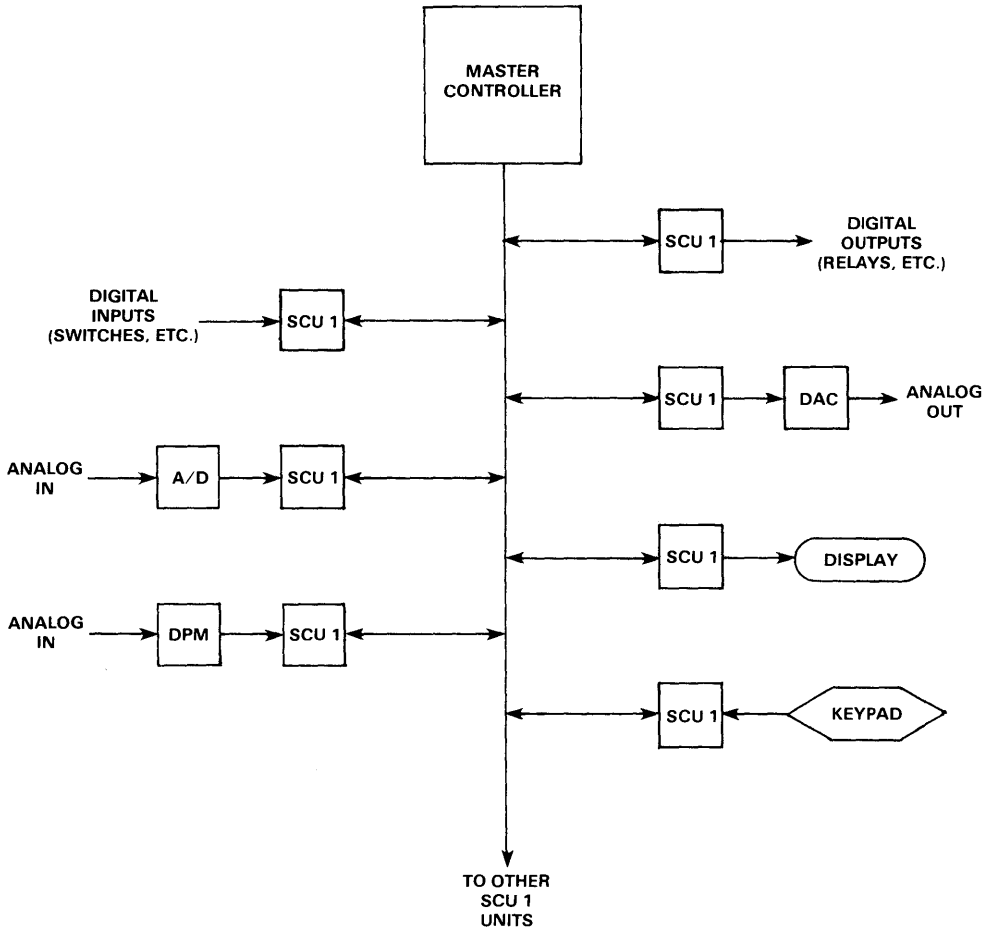 MASTER
CONTROLLER
SCU 1
DIGITAL
OUTPUTS
(RELAYS, ETC.)
DIGITAL
INPUTS
(SWITCHES, ETC.)
SCU 1
SCU 1
DAC
ANALOG
OUT
ANALOG
IN
A/D
SCU 1
SCU 1
DISPLAY
ANALOG
IN
DPM
SCU 1
SCU 1
KEYPAD
TO OTHER
SCU 1
UNITS